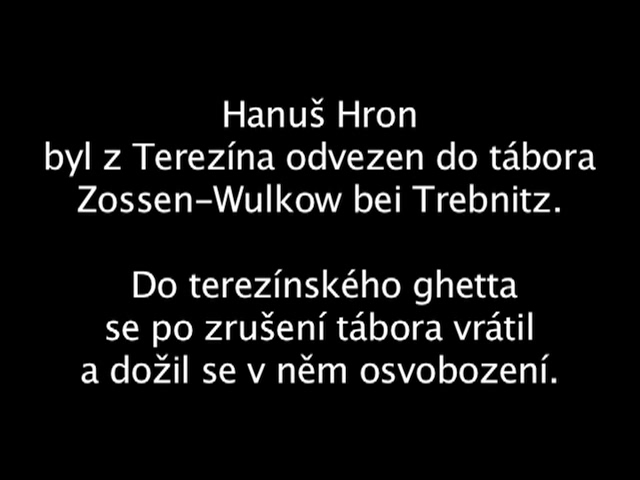 Hanuš Hron
byl z Terezína odvezen do tábora
Zossen-Wulkow bei Trebnitz.
Do terezínského ghetta
se po zrušení tábora vrátil
a dožil se v něm osvobození.